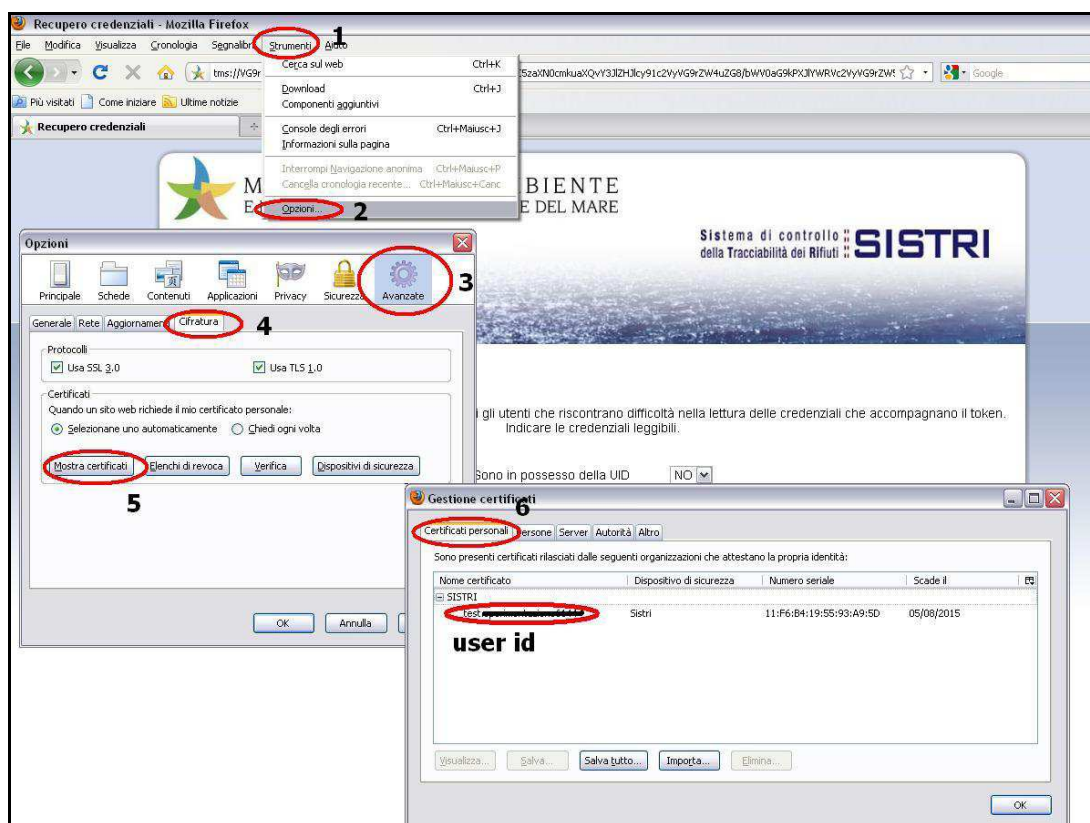 Recupero credenziali - Mozilla Firefox
1
File Modifica Visualizza Cronologia Segnalibri Strumenti Aiuto
Cerca sul web Ctrl+K
Download Ctrl+J
Componenti aggiuntivi
Console degli errori Ctrl+Maiusc+J
Informazioni sulla pagina
Interrompi Navigazione anonima Ctrl+Maiusc+P
Cancella cronologia recente... Ctrl+Maiusc+Canc
Opzioni... 2
tms://VG9r
Google
Più visitati Come iniziare Ultime notizie
Recupero credenziali
M BIENTE
E DEL MARE
Sistema di controllo
della Tracciabilità dei Rifiuti
SISTRI
Opzioni
Principale Schede Contenuti Applicazioni Privacy Sicurezza Avanzate 3
Generale Rete Aggiornamenti Cifratura 4
Protocolli
Usa SSL 3.0 Usa TLS 1.0
Certificati
Quando un sito web richiede il mio certificato personale:
Selezionane uno automaticamente Chiedi ogni volta
Mostra certificati Elenchi di revoca Verifica Dispositivi di sicurezza
5
OK Annulla
i gli utenti che riscontrano difficoltà nella lettura delle credenziali che accompagnano il token.
Indicare le credenziali leggibili.
Sono in possesso della UID NO
Gestione certificati
6
Certificati personali Persone Server Autorità Altro
Sono presenti certificati rilasciati dalle seguenti organizzazioni che attestano la propria identità:
Nome certificato Dispositivo di sicurezza Numero seriale Scade il
SISTRI
test Sistri 11:F6:B4:19:55:93:A9:5D 05/08/2015
user id
Visualizza... Salva... Salva tutto... Importa... Elimina...
OK